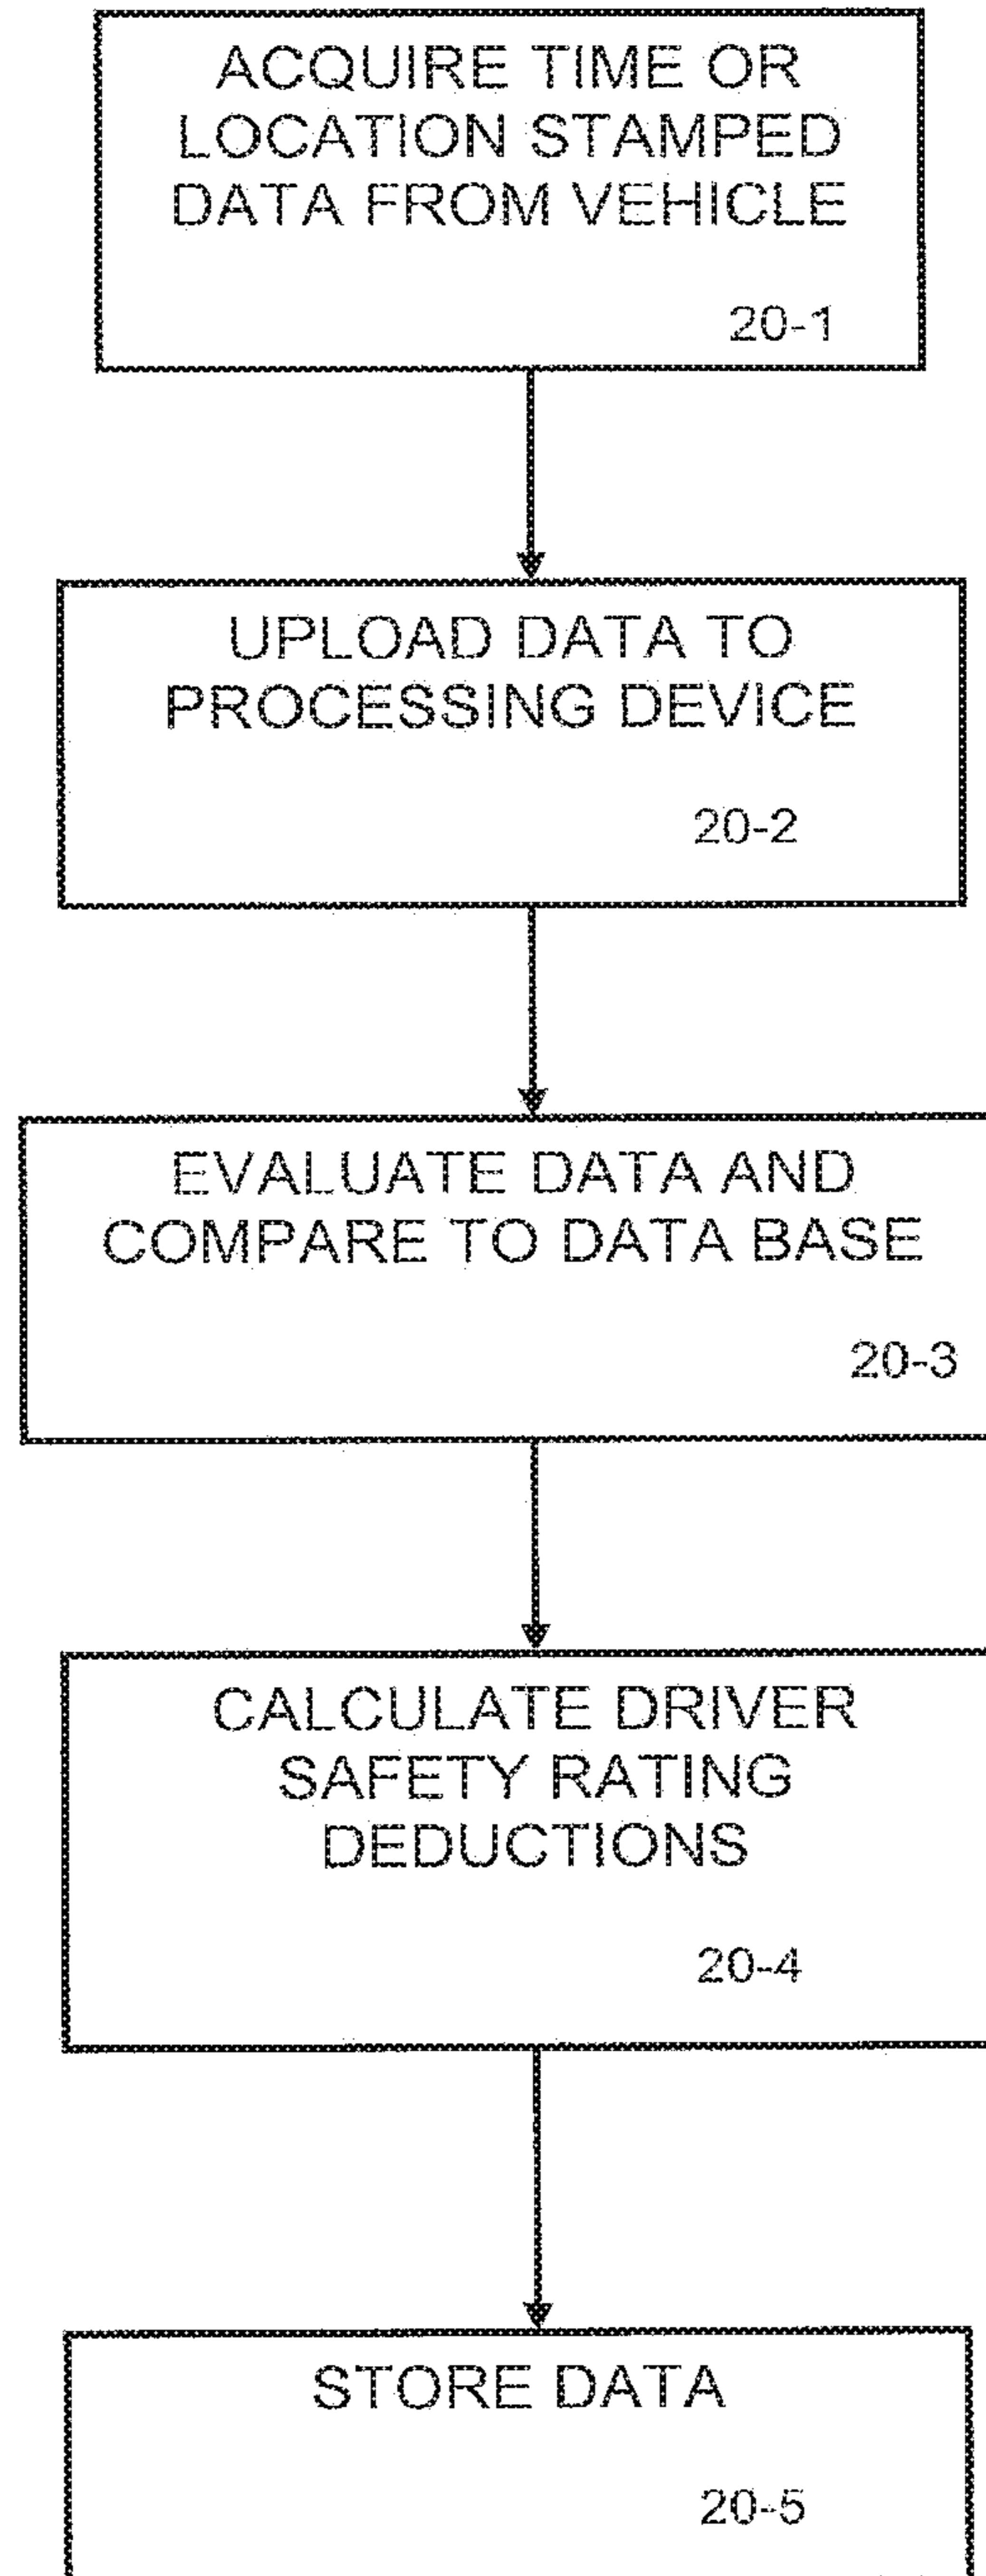 ACQUIRE TIME OR
LOCATION STAMPED
DATA FROM VEHICLE
20-1
UPLOAD DATA TO
PROCESSING DEVICE
20-2
EVALUATE DATA AND
COMPARE TO DATA BASE
20-3
CALCULATE DRIVER
SAFETY RATING
DEDUCTIONS
20-4
STORE DATA
20-5